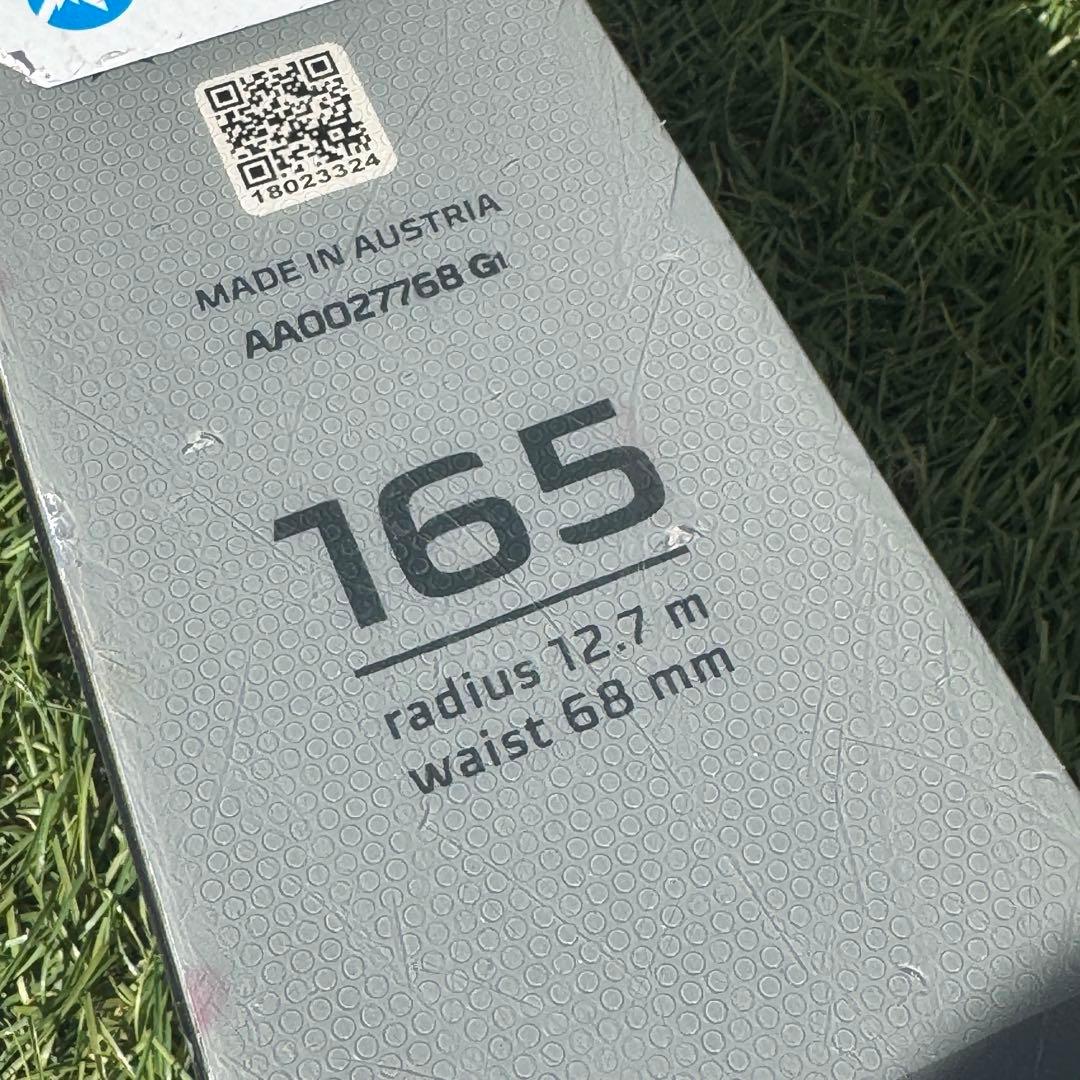 18023324
MADE IN AUSTRIA
AA0027768 G1
165
radius 12.7 m
waist 68 mm